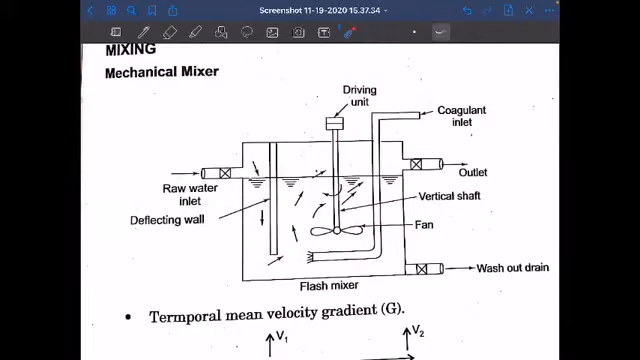 Screenshot 11-19-2020 15.37.34
MIXING
Mechanical Mixer
Driving
unit
Coagulant
inlet
Raw water
inlet
Outlet
Deflecting wall
Vertical shaft
Fan
Wash out drain
Flash mixer
• Termporal mean velocity gradient (G).
V1
V2